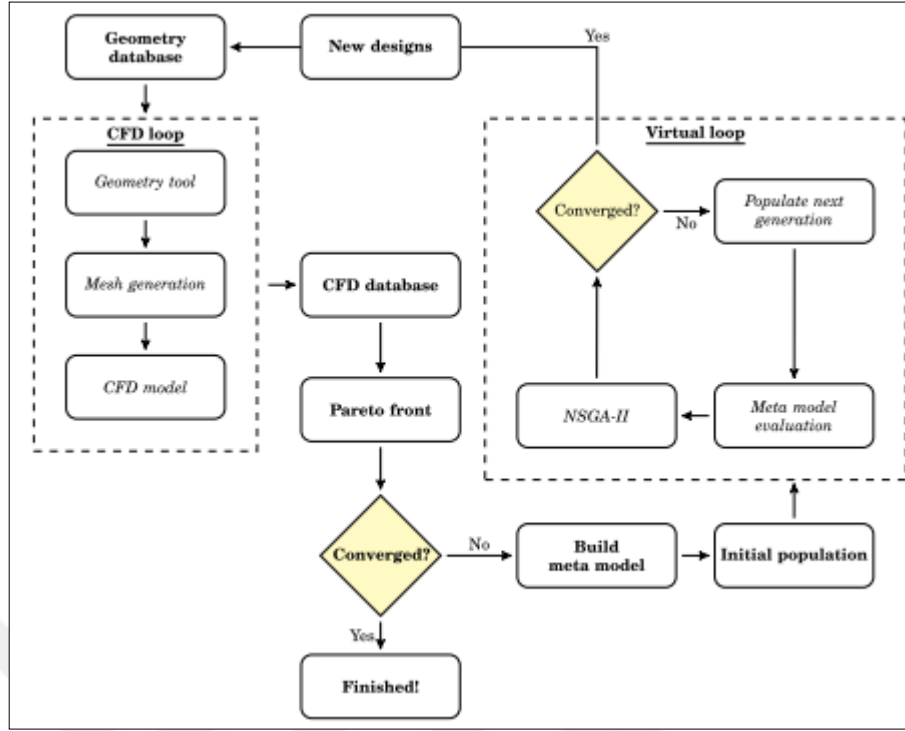 Geometry
database
New designs
Yes
CFD loop
Geometry tool
Mesh generation
CFD model
CFD database
Pareto front
Converged?
Yes
Finished!
No
Build
meta model
Initial population
Virtual loop
Converged?
No
Populate next
generation
NSGA-II
Meta model
evaluation